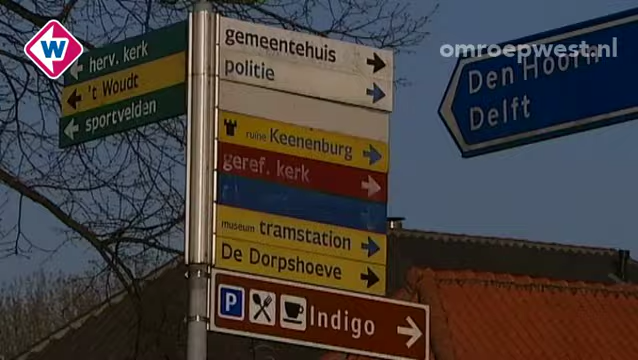 W
omroepwest.nl
herv. kerk
't Woudt
sportvelden
gemeentehuis
politie
ruïne Keenenburg
geref. kerk
museum tramstation
De Dorpshoeve
P
Indigo
Den Hoorn
Delft